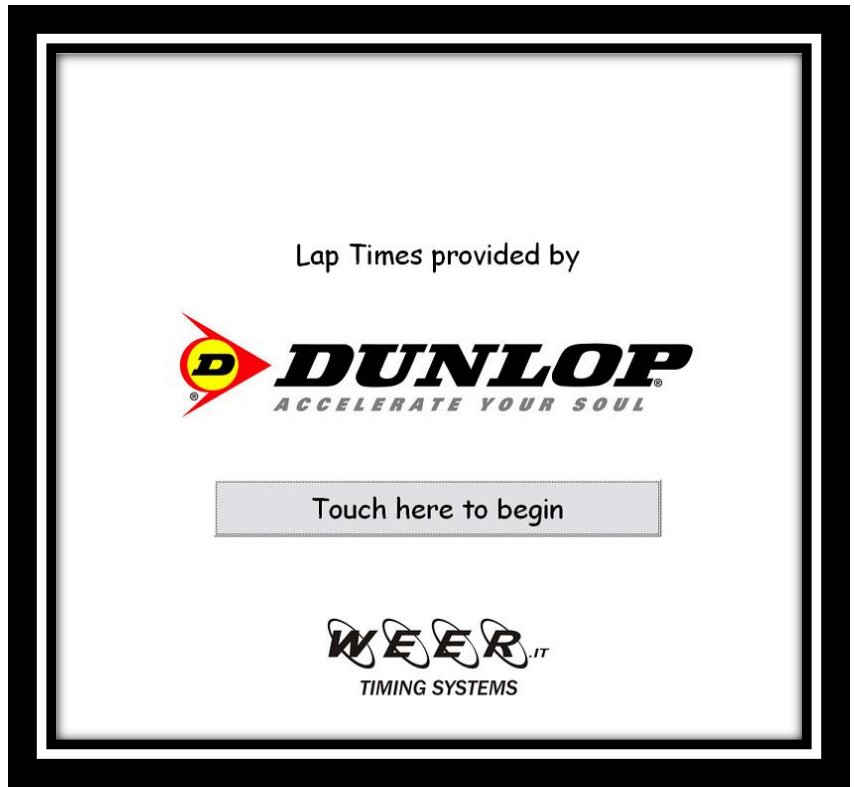 Lap Times provided by
D DUNLOP®
®
ACCELERATE YOUR SOUL
Touch here to begin
WEER.IT
TIMING SYSTEMS